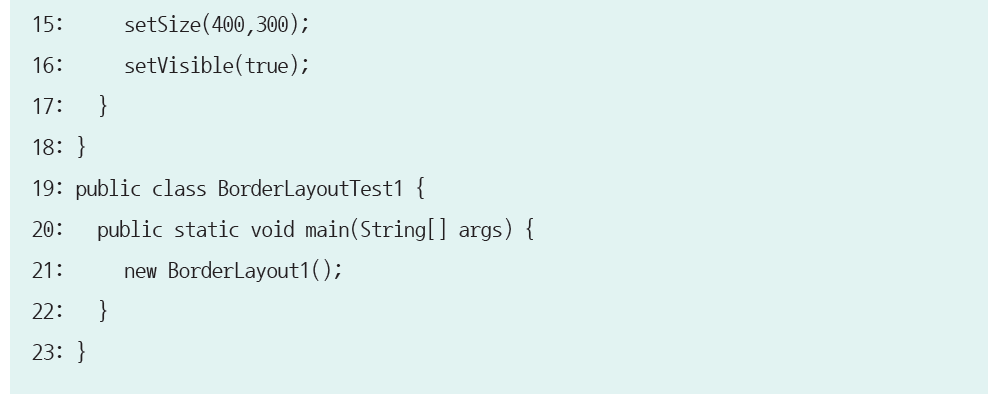 15:     setSize(400,300);
16:     setVisible(true);
17:   }
18: }
19: public class BorderLayoutTest1 {
20:   public static void main(String[] args) {
21:     new BorderLayout1();
22:   }
23: }